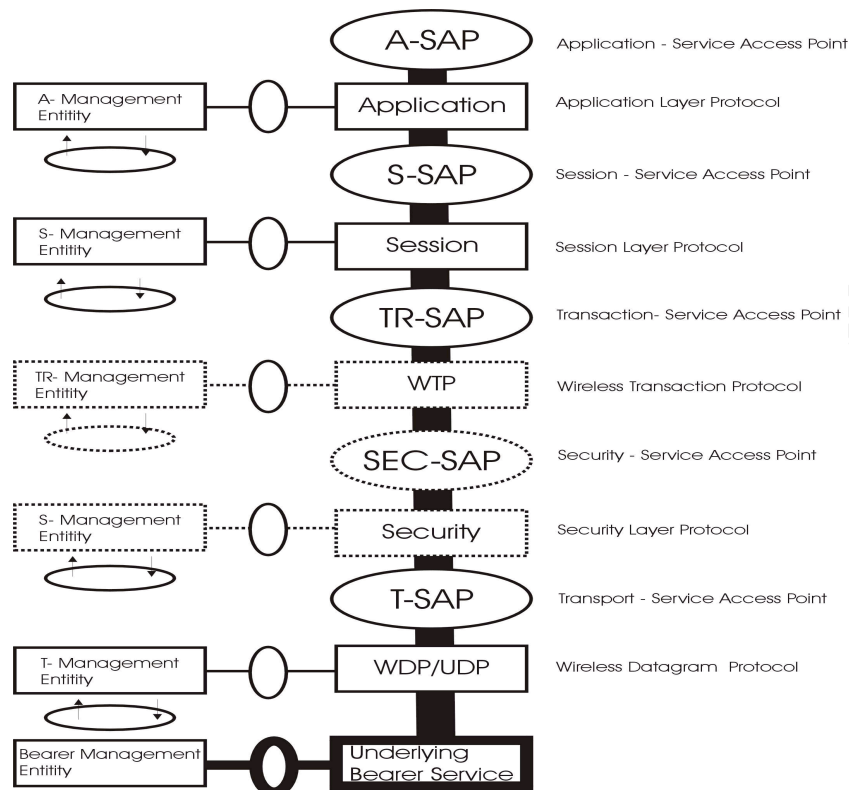 A-SAP
Application - Service Access Point
A- Management
Entitity
Application
Application Layer Protocol
S-SAP
Session - Service Access Point
S- Management
Entitity
Session
Session Layer Protocol
TR-SAP
Transaction- Service Access Point
TR- Management
Entitity
WTP
Wireless Transaction Protocol
SEC-SAP
Security - Service Access Point
S- Management
Entitity
Security
Security Layer Protocol
T-SAP
Transport - Service Access Point
T- Management
Entitity
WDP/UDP
Wireless Datagram Protocol
Bearer Management
Entitity
Underlying
Bearer Service